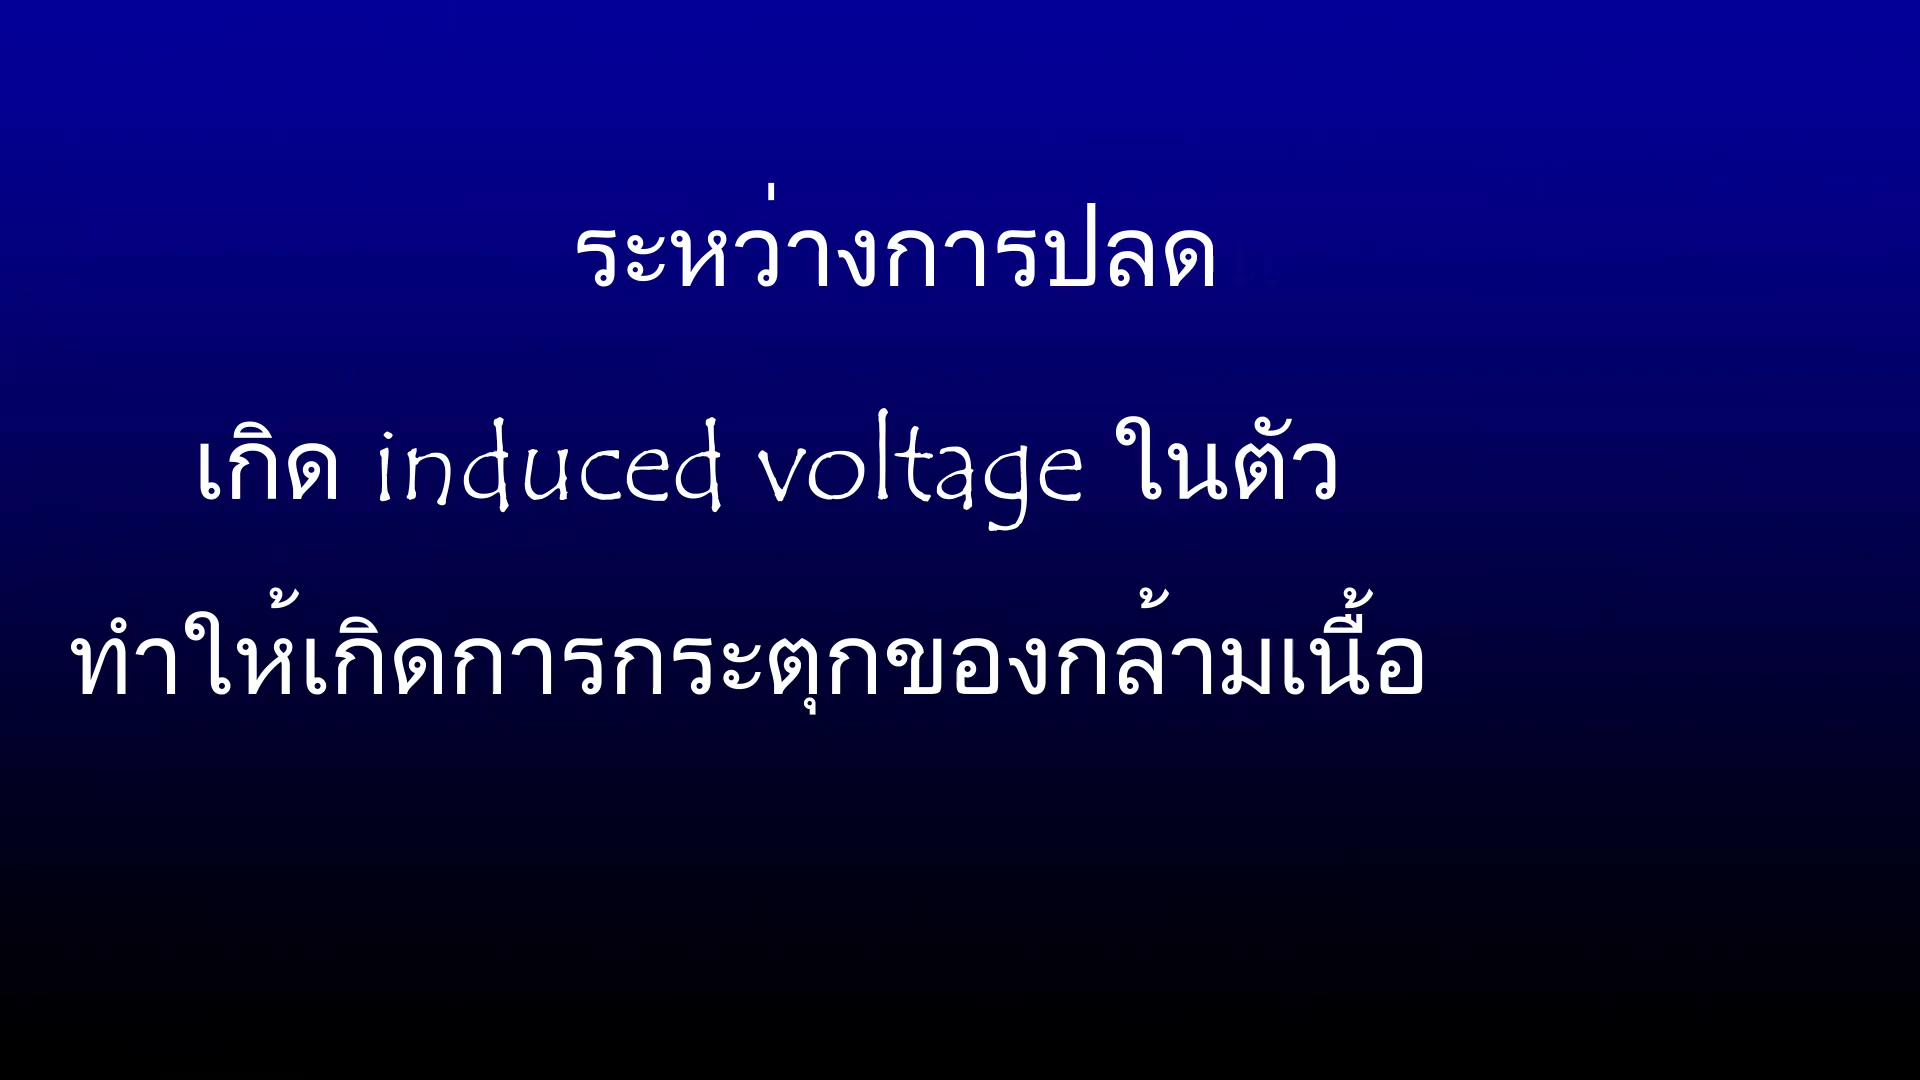 ระหว่างการปลด
เกิด induced voltage ในตัว
ทำให้เกิดการกระตุกของกล้ามเนื้อ